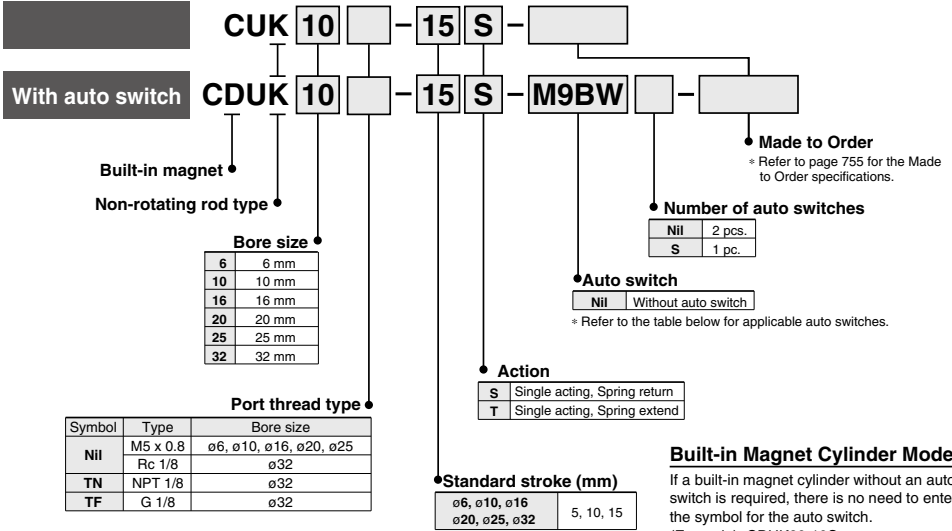 CUK 10 – 15 S –
With auto switch CDUK 10 – 15 S – M9BW –
Made to Order
* Refer to page 755 for the Made
to Order specifications.
Built-in magnet
Non-rotating rod type
Number of auto switches
Nil 2 pcs.
S 1 pc.
Bore size
6 6 mm
10 10 mm
16 16 mm
20 20 mm
25 25 mm
32 32 mm
Auto switch
Nil Without auto switch
* Refer to the table below for applicable auto switches.
Action
S Single acting, Spring return
T Single acting, Spring extend
Port thread type
Symbol Type Bore size
Nil M5 x 0.8 ø6, ø10, ø16, ø20, ø25
Rc 1/8 ø32
TN NPT 1/8 ø32
TF G 1/8 ø32
Standard stroke (mm)
ø6, ø10, ø16
ø20, ø25, ø32 5, 10, 15
Built-in Magnet Cylinder Mode
If a built-in magnet cylinder without an auto
switch is required, there is no need to ente
the symbol for the auto switch.